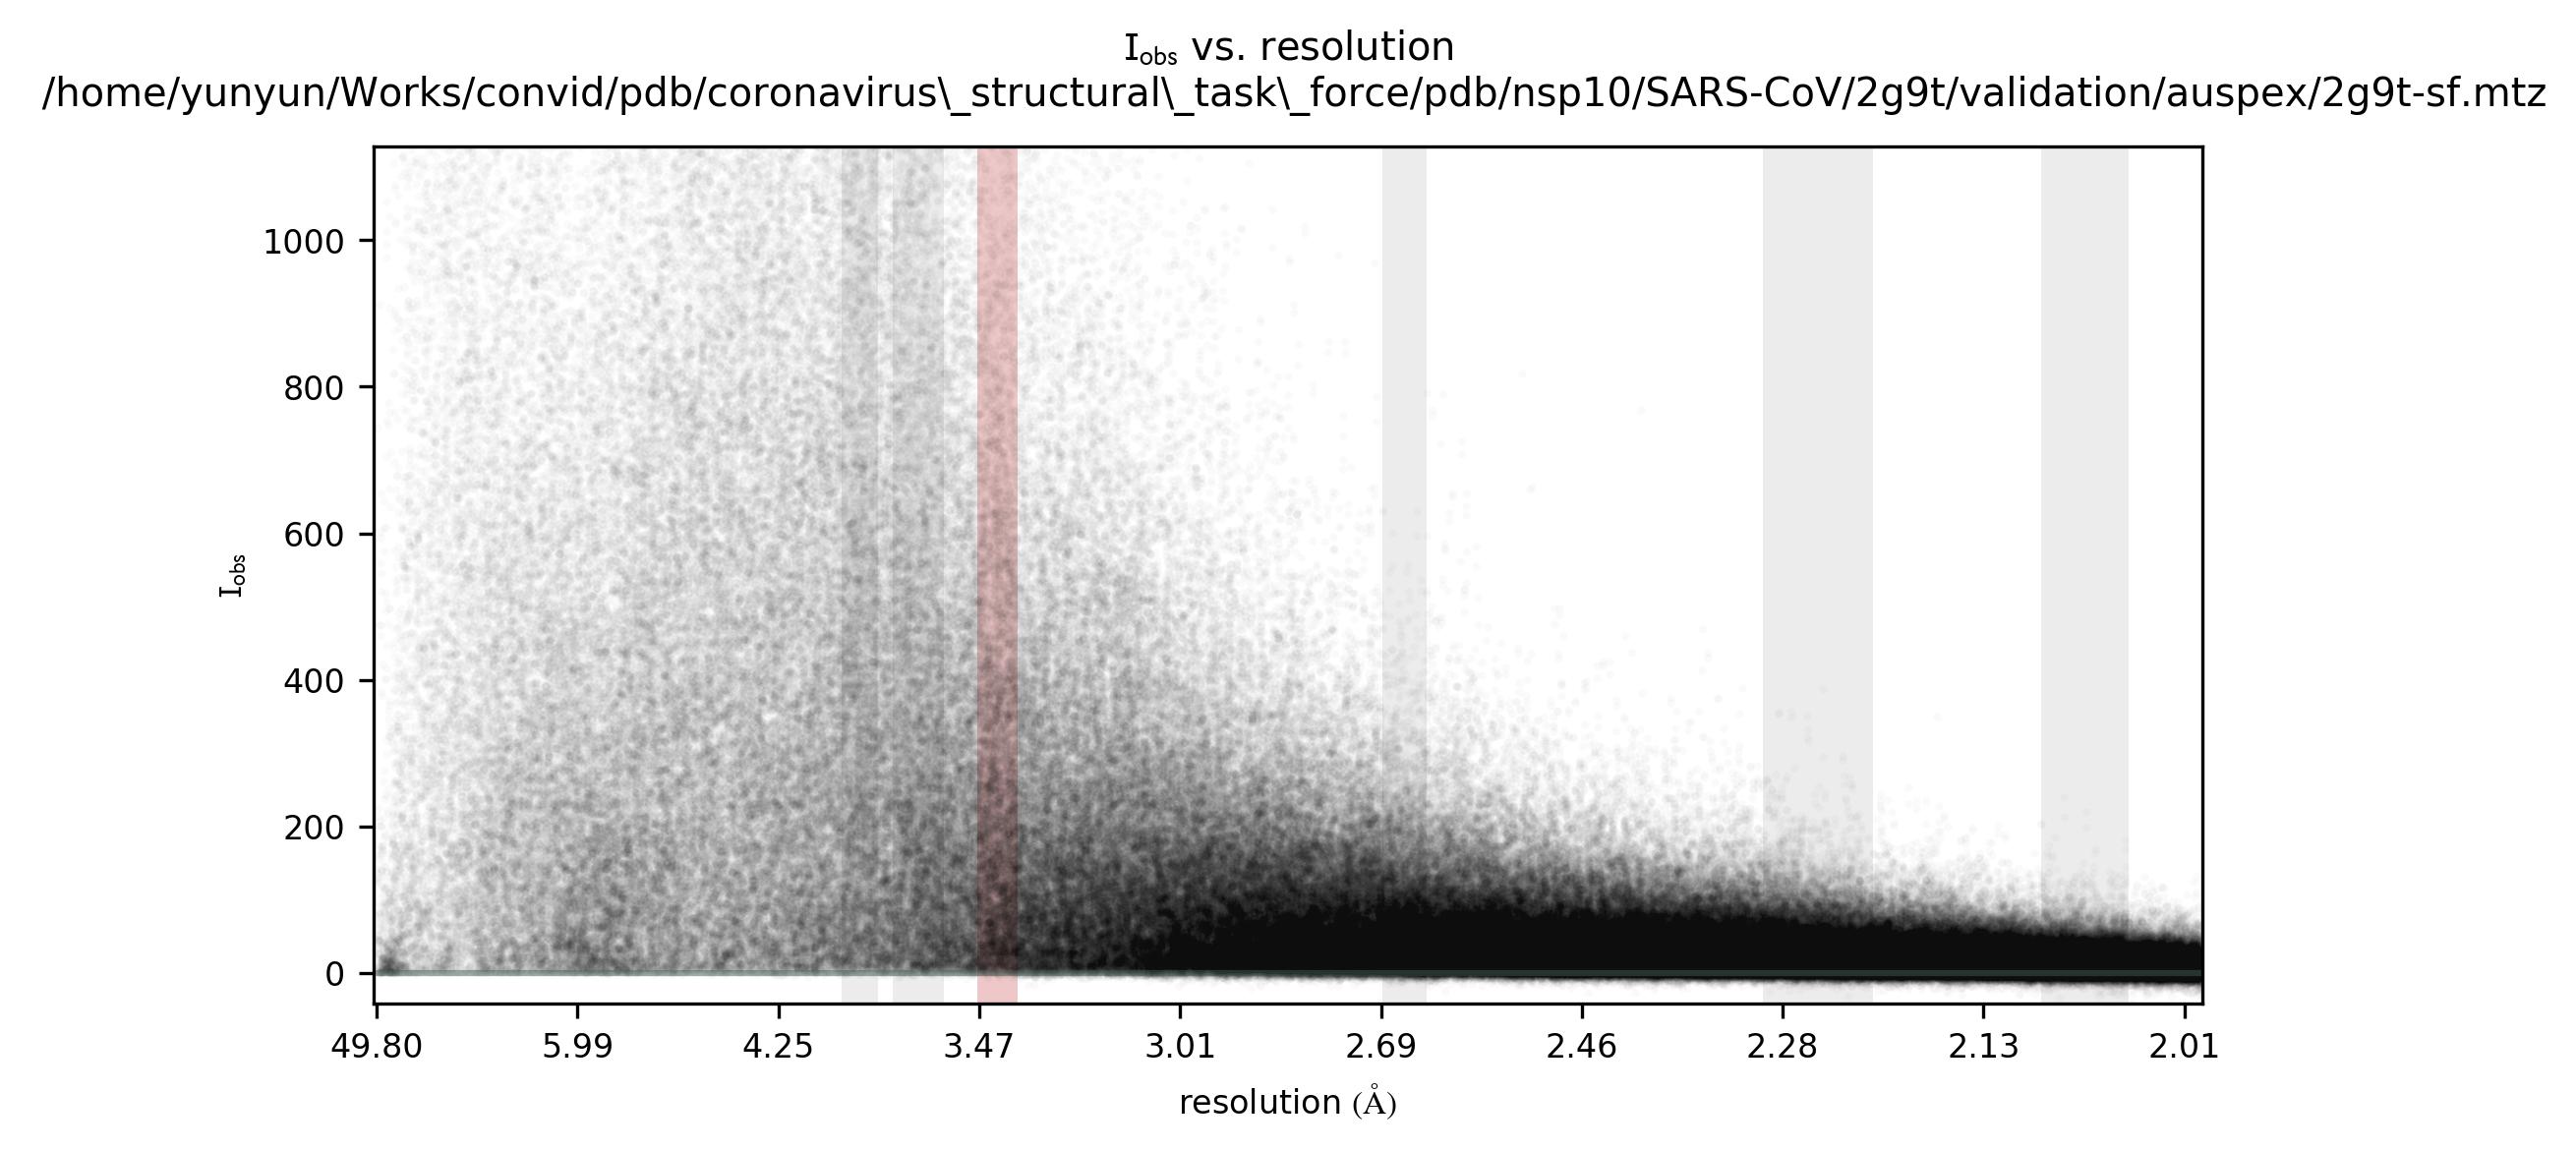 Iobs vs. resolution
/home/yunyun/Works/convid/pdb/coronavirus\_structural\_task\_force/pdb/nsp10/SARS-CoV/2g9t/validation/auspex/2g9t-sf.mtz
1000
800
600
400
200
0
Iobs
49.80 5.99 4.25 3.47 3.01 2.69 2.46 2.28 2.13 2.01
resolution (Å)